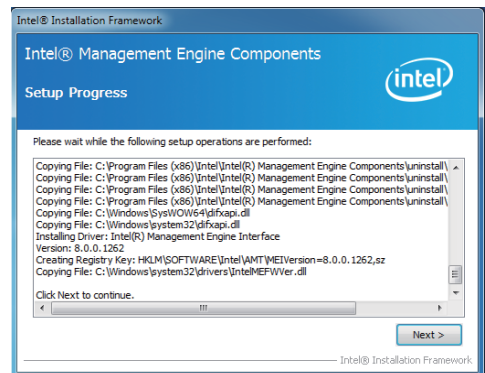 Intel® Installation Framework
Intel® Management Engine Components
intel)
Setup Progress
Please wait while the following setup operations are performed:
Copying File: C:\Program Files (x86)\Intel\Intel(R) Management Engine Components\uninstall\
Copying File: C:\Program Files (x86)\Intel\Intel(R) Management Engine Components\uninstall\
Copying File: C:\Program Files (x86)\Intel\Intel(R) Management Engine Components\uninstall\
Copying File: C:\Program Files (x86)\Intel\Intel(R) Management Engine Components\uninstall\
Copying File: C:\Windows\SysWOW64\difxapi.dll
Copying File: C:\Windows\system32\difxapi.dll
Installing Driver: Intel(R) Management Engine Interface
Version: 8.0.0.1262
Creating Registry Key: HKLM\SOFTWARE\Intel\AMT\MEIVersion=8.0.0.1262,sz
Copying File: C:\Windows\system32\drivers\IntelMEFWVer.dll
Click Next to continue.
Next >
Intel® Installation Framework